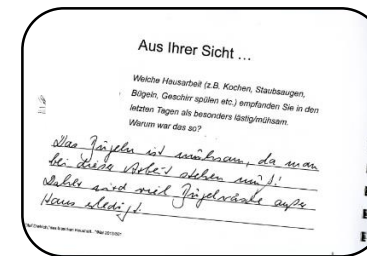 Aus Ihrer Sicht ...
Welche Hausarbeit (z.B. Kochen, Staubsaugen,
Bügeln, Geschirr spülen etc.) empfanden Sie in den
letzten Tagen als besonders lästig/mühsam.
Warum war das so?
Das Bügeln ist mühsam, da man
bei dieser Arbeit stehen muß!
Daher wird viel Bügelwäsche außer
Haus erledigt.